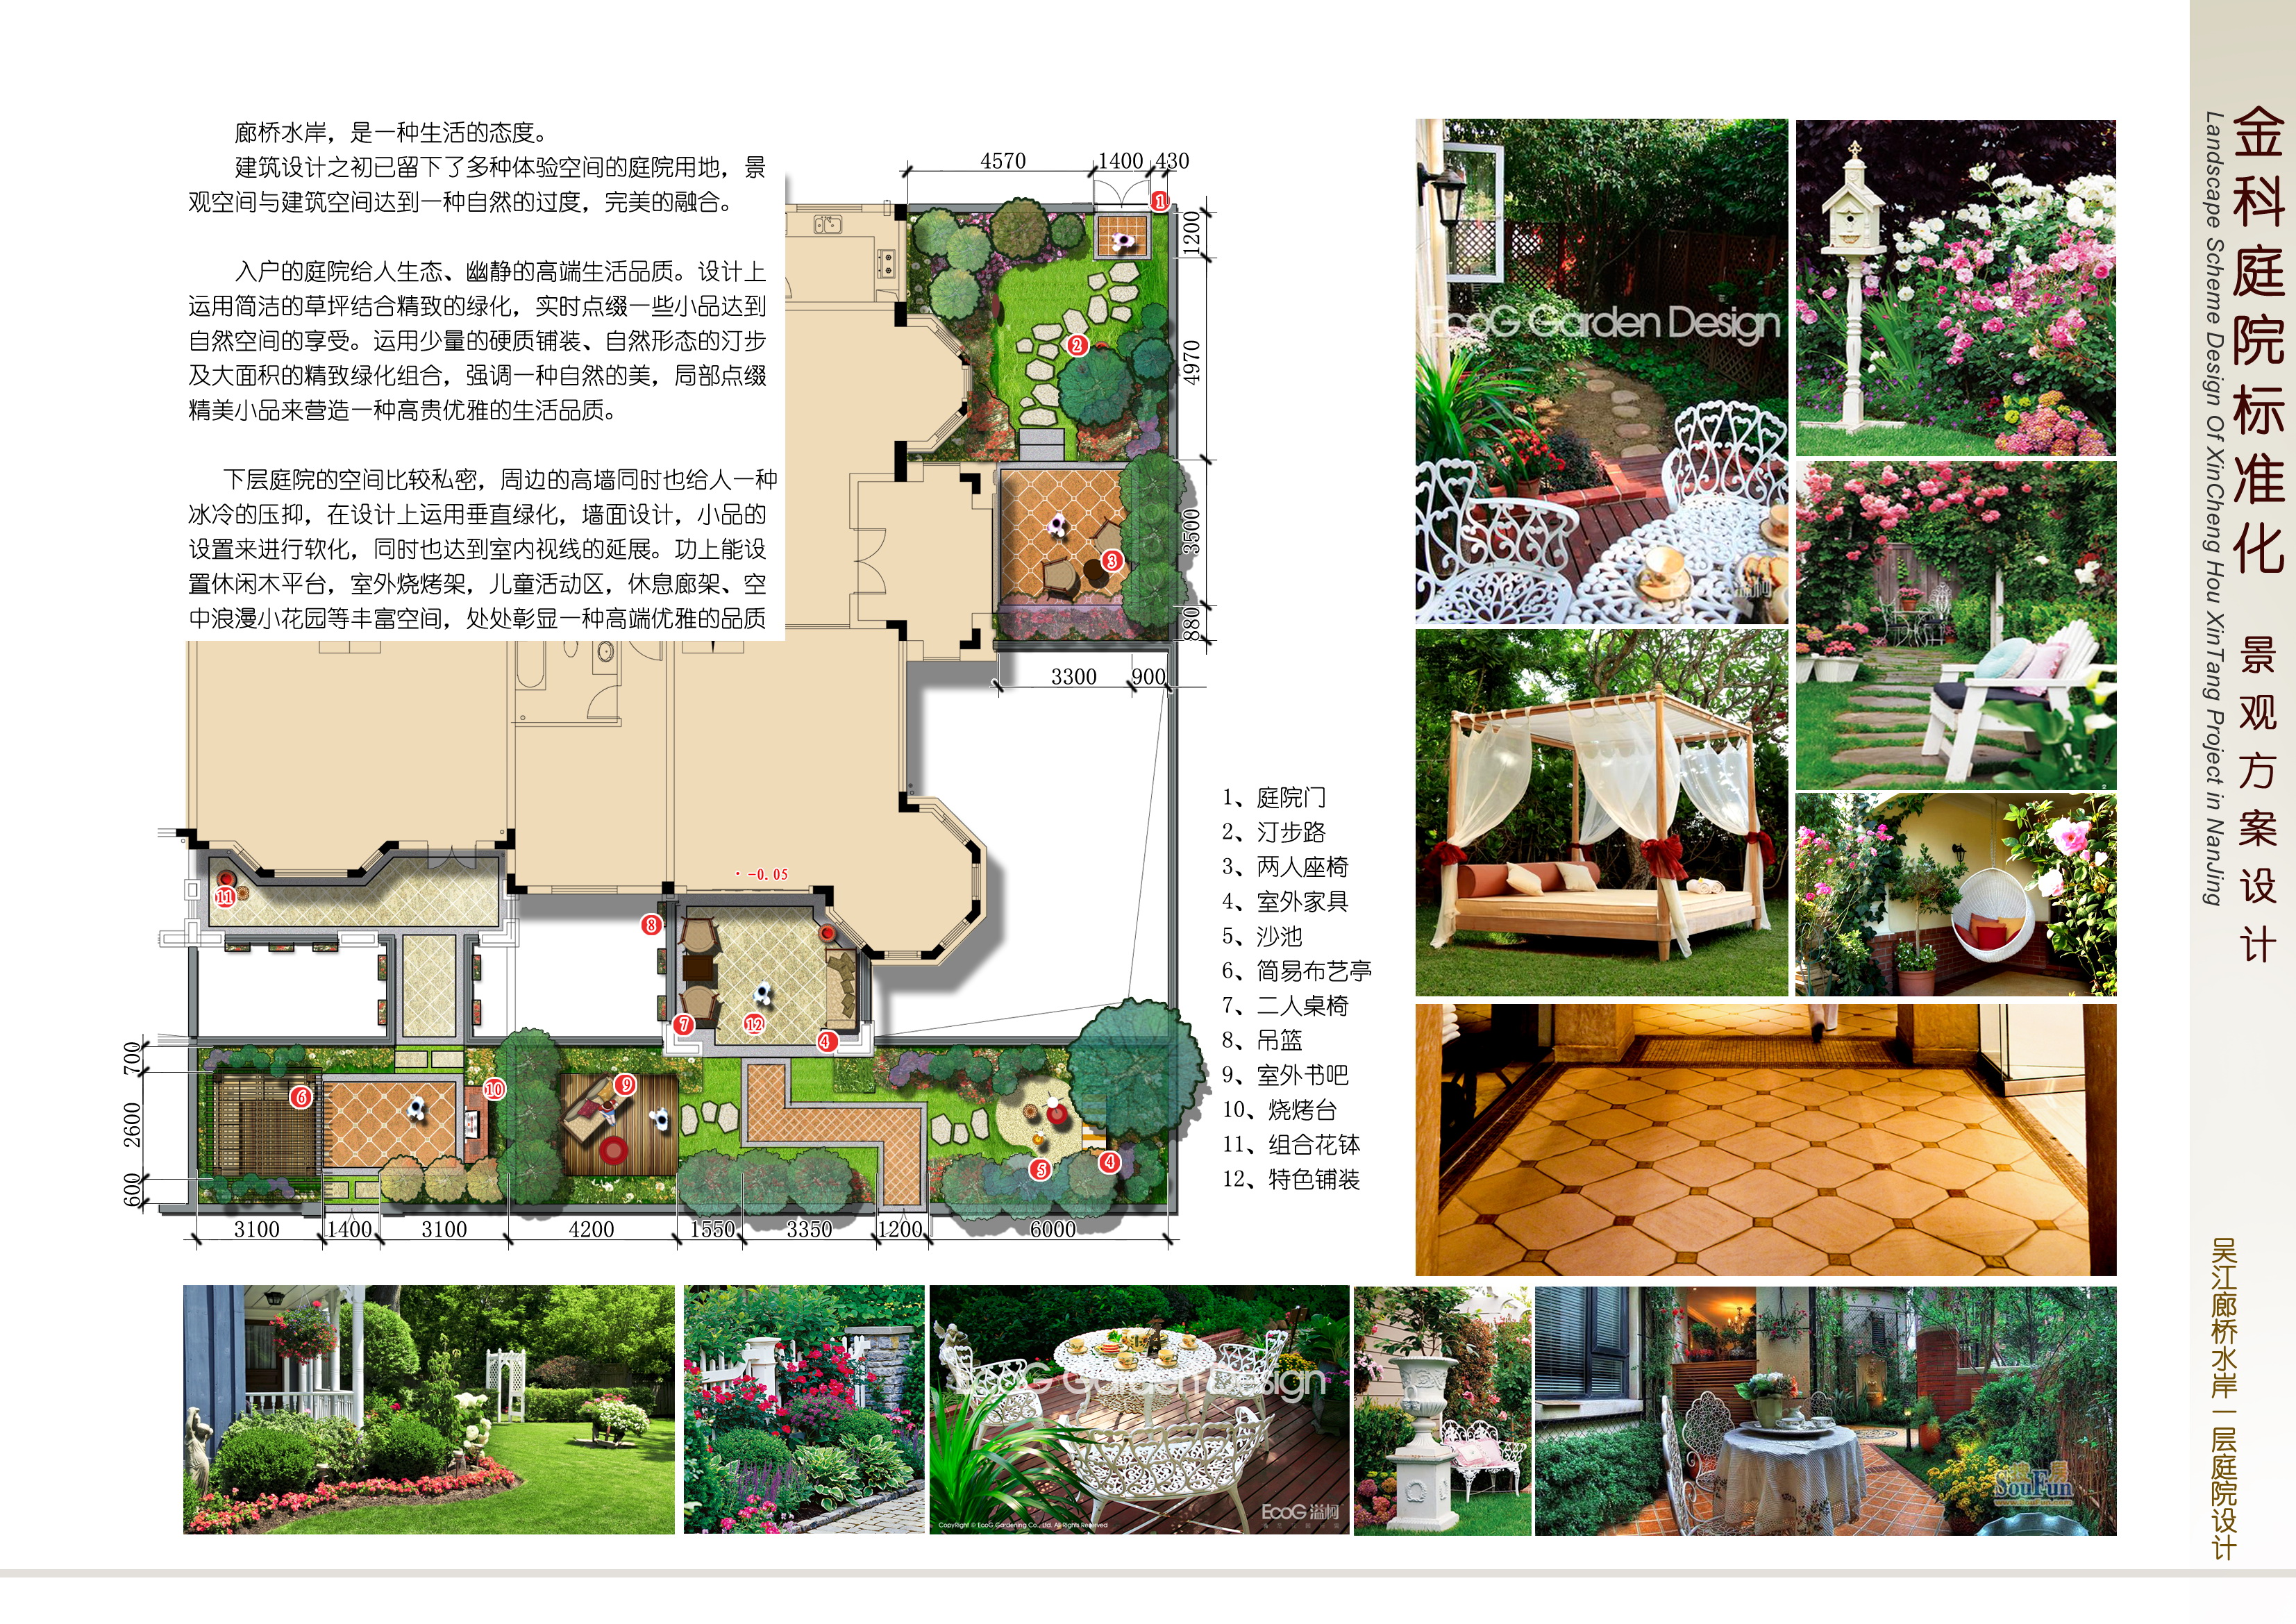 廊桥水岸，是一种生活的态度。
建筑设计之初已留下了多种体验空间的庭院用地，景
观空间与建筑空间达到一种自然的过度，完美的融合。
入户的庭院给人生态、幽静的高端生活品质。设计上
运用简洁的草坪结合精致的绿化，实时点缀一些小品达到
自然空间的享受。运用少量的硬质铺装、自然形态的汀步
及大面积的精致绿化组合，强调一种自然的美，局部点缀
精美小品来营造一种高贵优雅的生活品质。
下层庭院的空间比较私密，周边的高墙同时也给人一种
冰冷的压抑，在设计上运用垂直绿化，墙面设计，小品的
设置来进行软化，同时也达到室内视线的延展。功上能设
置休闲木平台，室外烧烤架，儿童活动区，休息廊架、空
中浪漫小花园等丰富空间，处处彰显一种高端优雅的品质
4570
1400
430
1
1200
2
4970
3
3500
880
3300
900
-0.05
11
8
7
12
4
6
10
9
5
4
700
2600
600
3100
1400
3100
4200
1550
3350
1200
6000
1、庭院门
2、汀步路
3、两人座椅
4、室外家具
5、沙池
6、简易布艺亭
7、二人桌椅
8、吊篮
9、室外书吧
10、烧烤台
11、组合花钵
12、特色铺装
EcoG Garden Design
EcoG Garden Design
EcoG 溢柯
CopyRight © EcoG Gardening Co., Ltd. All Rights Reserved
搜房
SouFun
www.SouFun.com
金科庭院标准化 景观方案设计
Landscape Scheme Design Of XinCheng Hou XinTang Project in NanJing
吴江廊桥水岸一层庭院设计